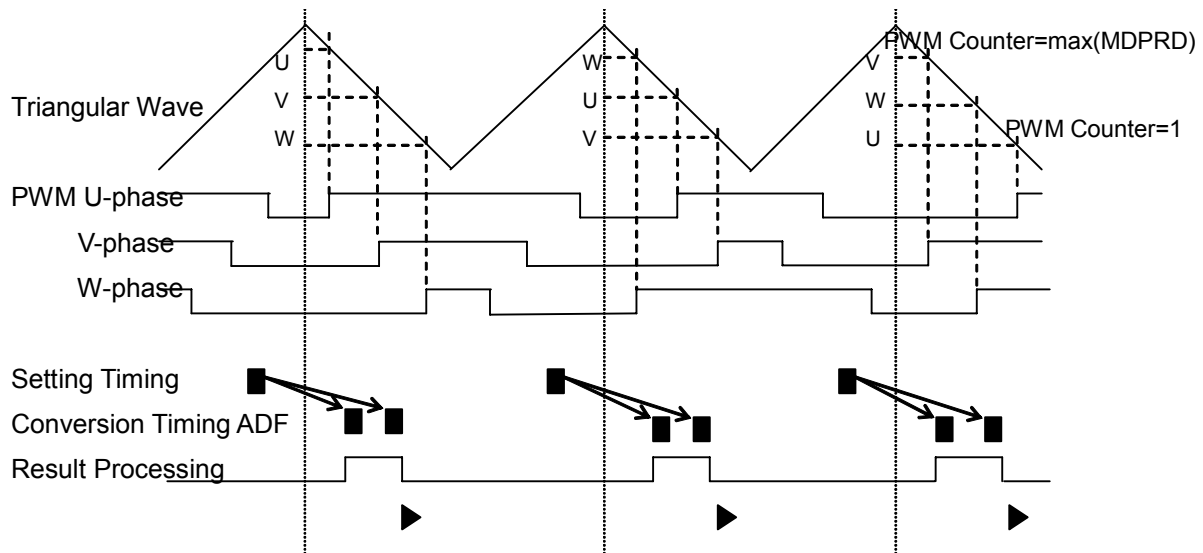 PWM Counter=max(MDPRD)
U
W
V
V
U
W
Triangular Wave
W
V
U
PWM Counter=1
PWM U-phase
V-phase
W-phase
Setting Timing
Conversion Timing ADF
Result Processing